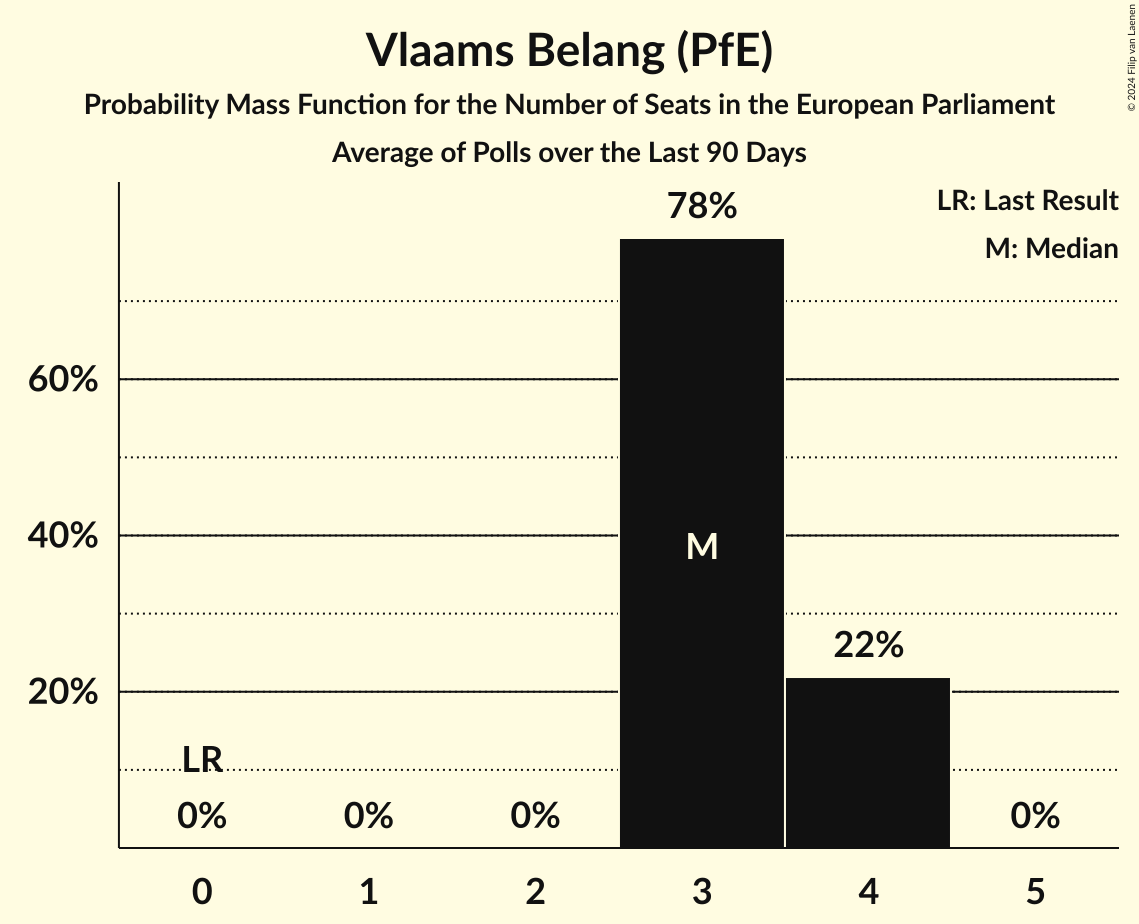 Vlaams Belang (PfE)
Probability Mass Function for the Number of Seats in the European Parliament
Average of Polls over the Last 90 Days
© 2024 Filip van Laenen
LR: Last Result
M: Median
78%
60%
40%
M
22%
20%
LR
0% 0% 0% 0%
0 1 2 3 4 5